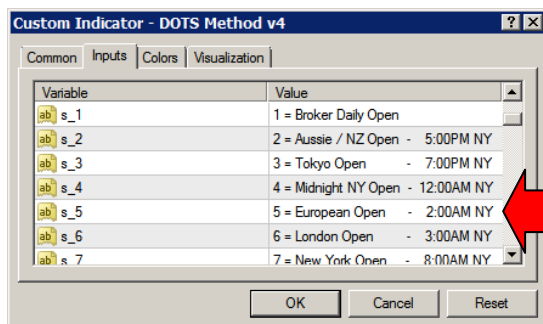 Custom Indicator - DOTS Method v4
Common Inputs Colors Visualization
Variable Value
ab s_1 1 = Broker Daily Open
ab s_2 2 = Aussie / NZ Open - 5:00PM NY
ab s_3 3 = Tokyo Open - 7:00PM NY
ab s_4 4 = Midnight NY Open - 12:00AM NY
ab s_5 5 = European Open - 2:00AM NY
ab s_6 6 = London Open - 3:00AM NY
ab s_7 7 = New York Open - 8:00AM NY
OK Cancel Reset